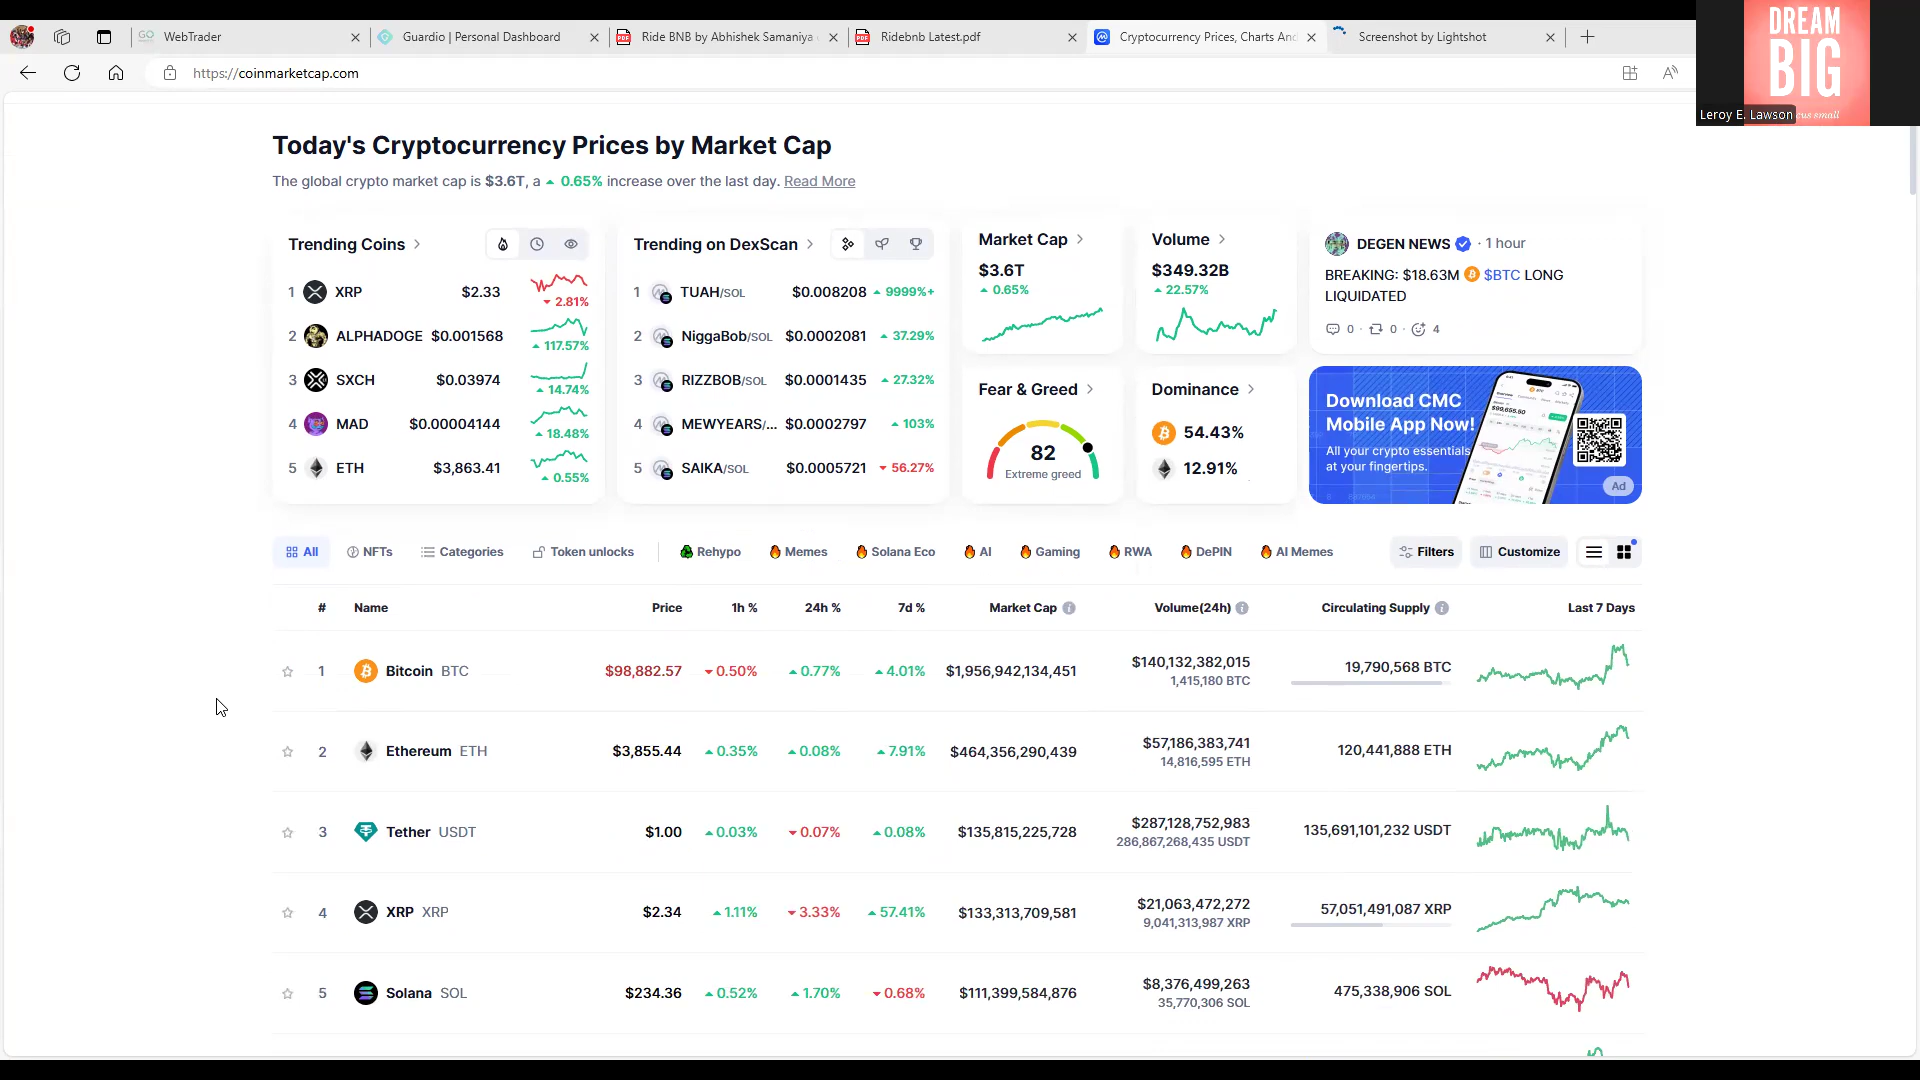 WebTrader
Guardio | Personal Dashboard
Ride BNB by Abhishek Samaniya
Ridebnb Latest.pdf
Cryptocurrency Prices, Charts And
Screenshot by Lightshot
https://coinmarketcap.com
DREAM
BIG
Leroy E. Lawson
cus small
Today's Cryptocurrency Prices by Market Cap
The global crypto market cap is $3.6T, a 0.65% increase over the last day. Read More
Trending Coins
1 XRP $2.33 2.81%
2 ALPHADOGE $0.001568 117.57%
3 SXCH $0.03974 14.74%
4 MAD $0.00004144 18.48%
5 ETH $3,863.41 0.55%
Trending on DexScan
1 TUAH/SOL $0.008208 9999%+
2 NiggaBob/SOL $0.0002081 37.29%
3 RIZZBOB/SOL $0.0001435 27.32%
4 MEWYEARS/... $0.0002797 103%
5 SAIKA/SOL $0.0005721 56.27%
Market Cap
$3.6T
0.65%
Volume
$349.32B
22.57%
Fear & Greed
82
Extreme greed
Dominance
54.43%
12.91%
DEGEN NEWS · 1 hour
BREAKING: $18.63M $BTC LONG
LIQUIDATED
0 · 0 · 4
Download CMC
Mobile App Now!
All your crypto essentials
at your fingertips.
Ad
All NFTs Categories Token unlocks Rehypo Memes Solana Eco AI Gaming RWA DePIN AI Memes Filters Customize
# Name Price 1h % 24h % 7d % Market Cap Volume(24h) Circulating Supply Last 7 Days
1 Bitcoin BTC $98,882.57 0.50% 0.77% 4.01% $1,956,942,134,451 $140,132,382,015 19,790,568 BTC
1,415,180 BTC
2 Ethereum ETH $3,855.44 0.35% 0.08% 7.91% $464,356,290,439 $57,186,383,741 120,441,888 ETH
14,816,595 ETH
3 Tether USDT $1.00 0.03% 0.07% 0.08% $135,815,225,728 $287,128,752,983 135,691,101,232 USDT
286,867,268,435 USDT
4 XRP XRP $2.34 1.11% 3.33% 57.41% $133,313,709,581 $21,063,472,272 57,051,491,087 XRP
9,041,313,987 XRP
5 Solana SOL $234.36 0.52% 1.70% 0.68% $111,399,584,876 $8,376,499,263 475,338,906 SOL
35,770,306 SOL